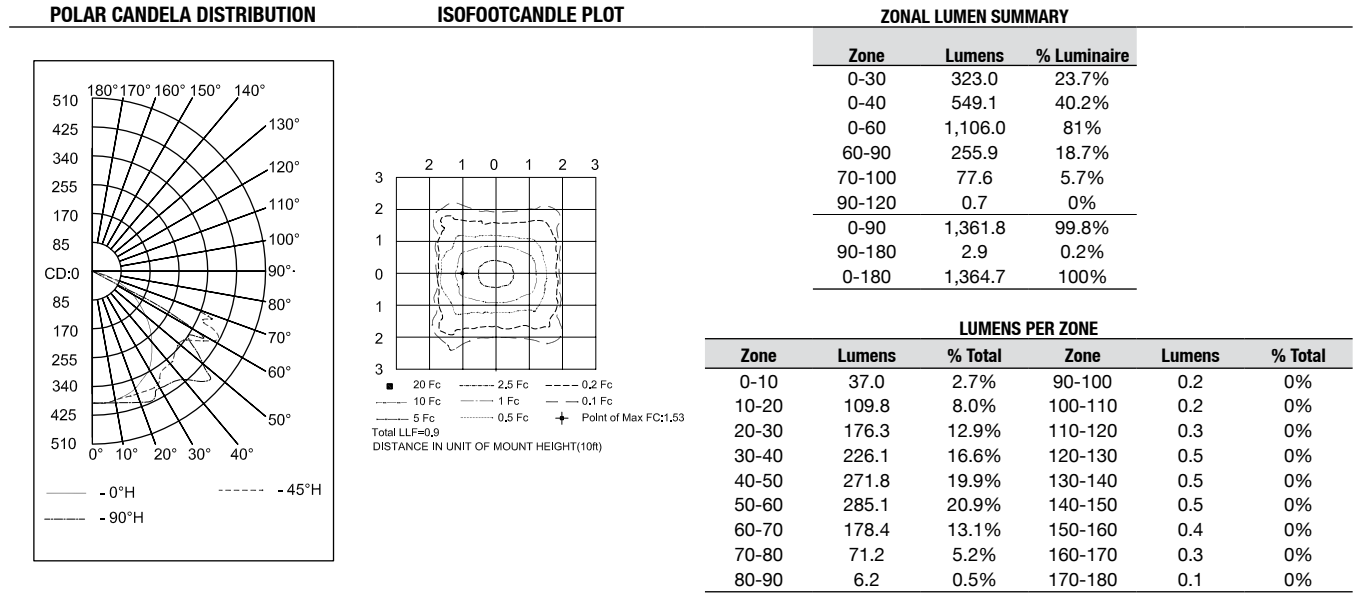 POLAR CANDELA DISTRIBUTION
510
425
340
255
170
85
CD:0
85
170
255
340
425
510
180° 170° 160° 150° 140°
130°
120°
110°
100°
90°
80°
70°
60°
50°
0° 10° 20° 30° 40°
- 0°H - 45°H
- 90°H
ISOFOOTCANDLE PLOT
2 1 0 1 2 3
3
2
1
0
1
2
3
20 Fc 2.5 Fc 0.2 Fc
10 Fc 1 Fc 0.1 Fc
5 Fc 0.5 Fc Point of Max FC:1.53
Total LLF=0.9
DISTANCE IN UNIT OF MOUNT HEIGHT(10ft)
ZONAL LUMEN SUMMARY
Zone Lumens % Luminaire
0-30 323.0 23.7%
0-40 549.1 40.2%
0-60 1,106.0 81%
60-90 255.9 18.7%
70-100 77.6 5.7%
90-120 0.7 0%
0-90 1,361.8 99.8%
90-180 2.9 0.2%
0-180 1,364.7 100%
LUMENS PER ZONE
Zone Lumens % Total Zone Lumens % Total
0-10 37.0 2.7% 90-100 0.2 0%
10-20 109.8 8.0% 100-110 0.2 0%
20-30 176.3 12.9% 110-120 0.3 0%
30-40 226.1 16.6% 120-130 0.5 0%
40-50 271.8 19.9% 130-140 0.5 0%
50-60 285.1 20.9% 140-150 0.5 0%
60-70 178.4 13.1% 150-160 0.4 0%
70-80 71.2 5.2% 160-170 0.3 0%
80-90 6.2 0.5% 170-180 0.1 0%